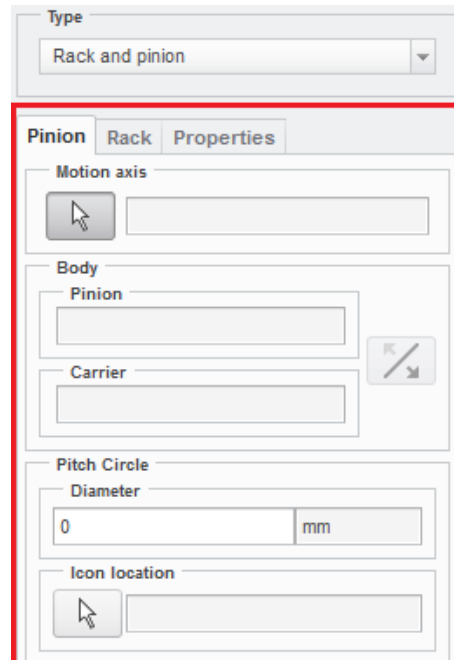 Type
Rack and pinion
Pinion Rack Properties
Motion axis
Body
Pinion
Carrier
Pitch Circle
Diameter
0 mm
Icon location